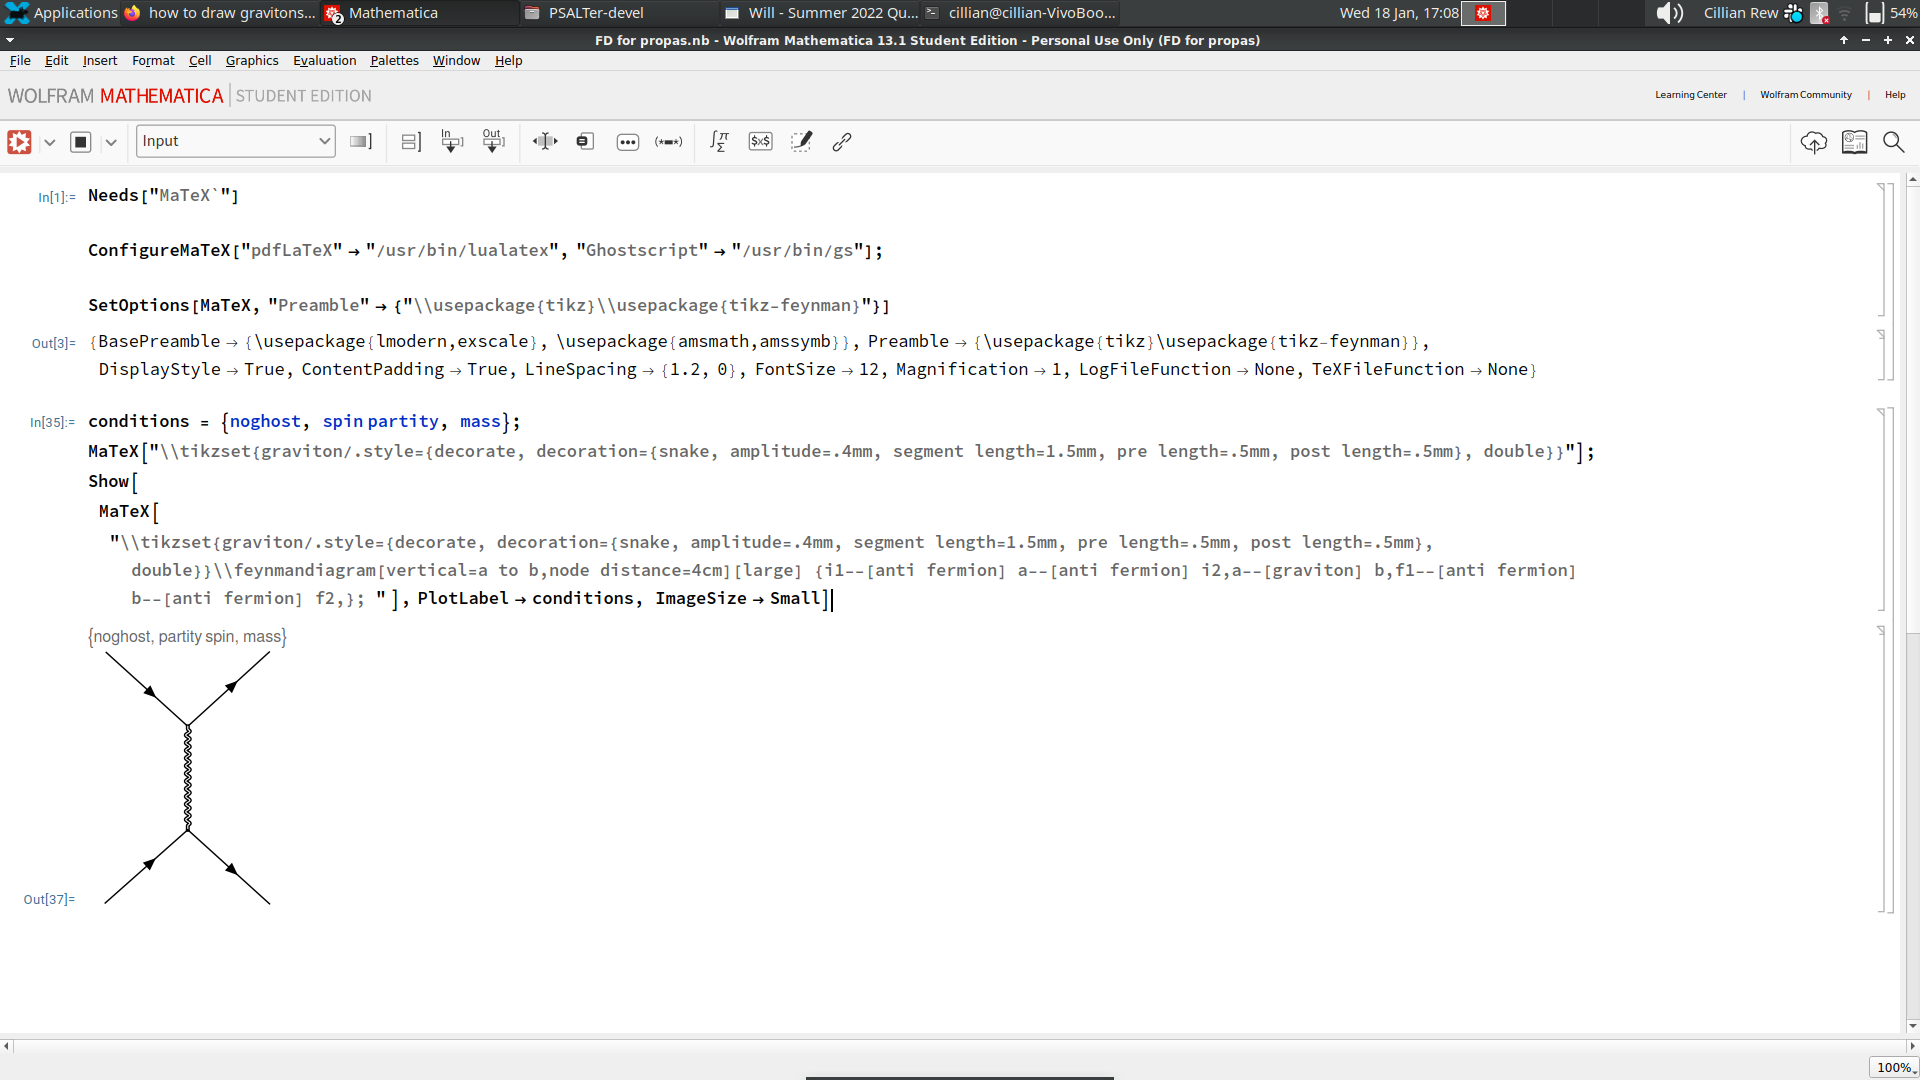 Applications how to draw gravitons... 2 Mathematica PSALTer-devel Will - Summer 2022 Qu... cillian@cillian-VivoBoo... Wed 18 Jan, 17:08 Cillian Rew 54%
FD for propas.nb - Wolfram Mathematica 13.1 Student Edition - Personal Use Only (FD for propas)
File Edit Insert Format Cell Graphics Evaluation Palettes Window Help
WOLFRAM MATHEMATICA STUDENT EDITION Learning Center | Wolfram Community | Help
Input In Out $x$
In[1]:= Needs["MaTeX`"]
ConfigureMaTeX["pdfLaTeX" → "/usr/bin/lualatex", "Ghostscript" → "/usr/bin/gs"];
SetOptions[MaTeX, "Preamble" → {"\\usepackage{tikz}\\usepackage{tikz-feynman}"}]
Out[3]= {BasePreamble → {\usepackage{lmodern,exscale}, \usepackage{amsmath,amssymb}}, Preamble → {\usepackage{tikz}\usepackage{tikz-feynman}},
DisplayStyle → True, ContentPadding → True, LineSpacing → {1.2, 0}, FontSize → 12, Magnification → 1, LogFileFunction → None, TeXFileFunction → None}
In[35]:= conditions = {noghost, spin partity, mass};
MaTeX["\\tikzset{graviton/.style={decorate, decoration={snake, amplitude=.4mm, segment length=1.5mm, pre length=.5mm, post length=.5mm}, double}}"];
Show[
MaTeX[
"\\tikzset{graviton/.style={decorate, decoration={snake, amplitude=.4mm, segment length=1.5mm, pre length=.5mm, post length=.5mm},
double}}\\feynmandiagram[vertical=a to b,node distance=4cm][large] {i1--[anti fermion] a--[anti fermion] i2,a--[graviton] b,f1--[anti fermion]
b--[anti fermion] f2,}; " ], PlotLabel → conditions, ImageSize → Small]
{noghost, partity spin, mass}
Out[37]=
100%